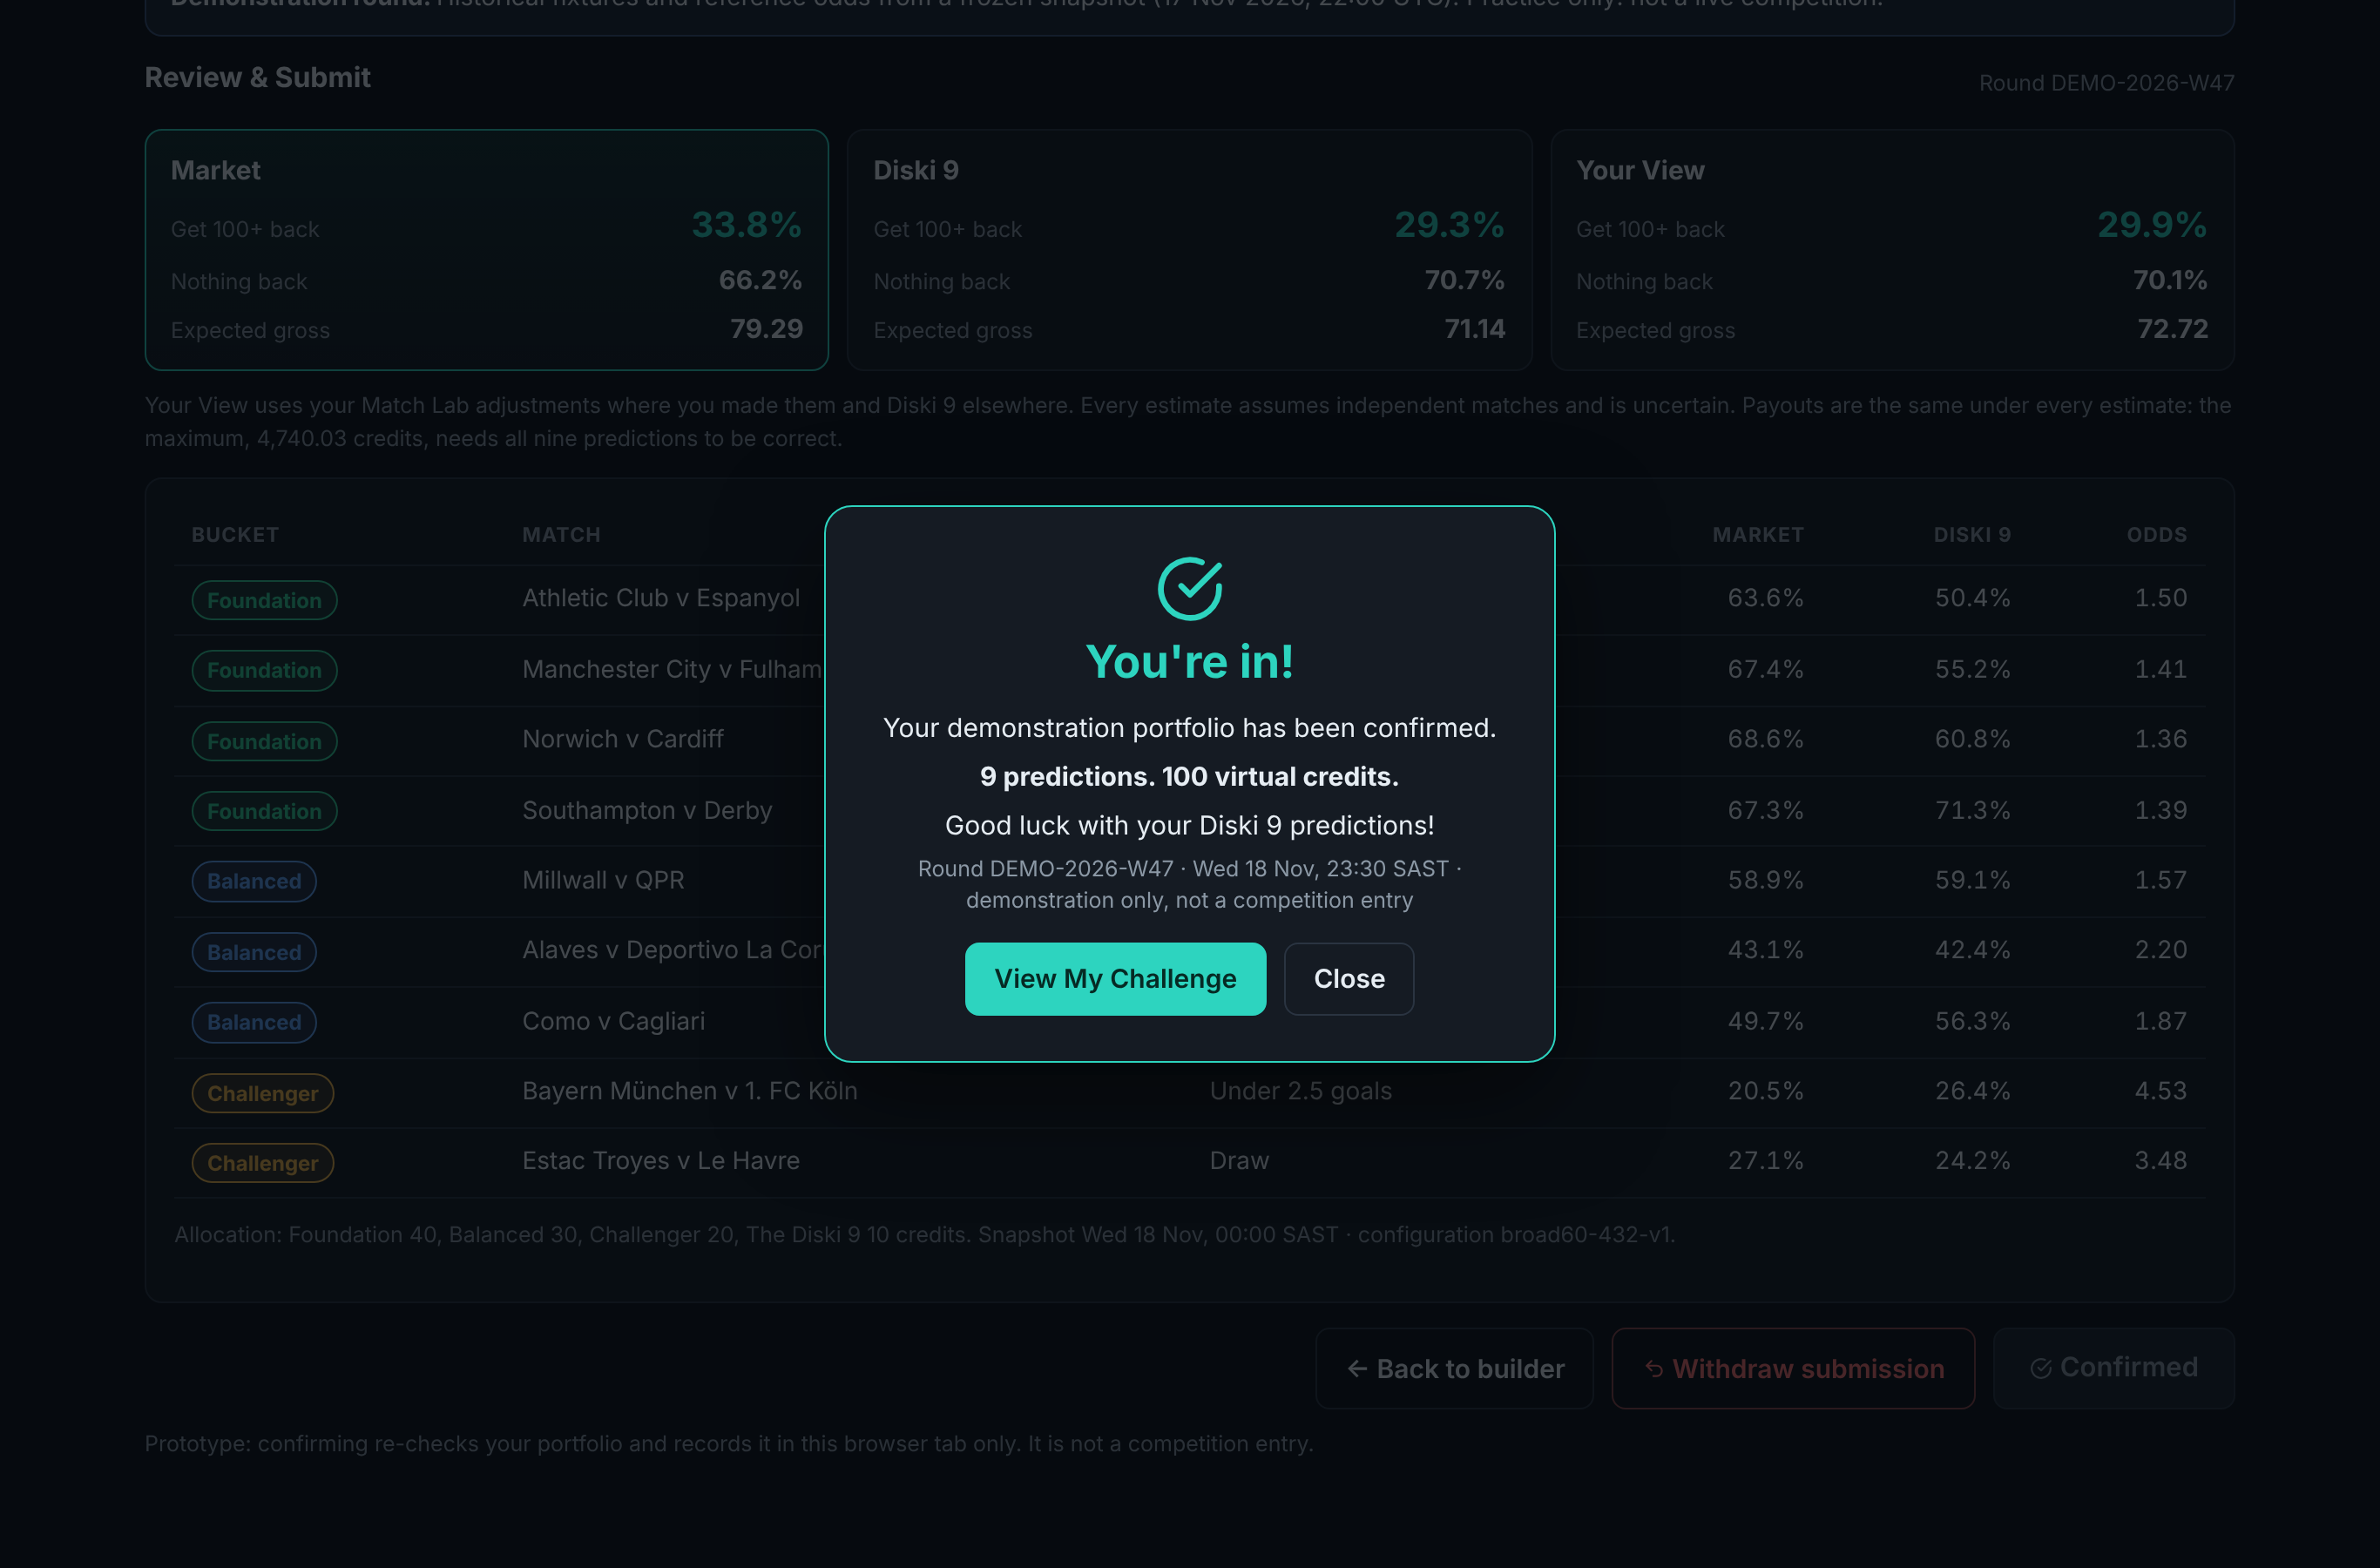 Review & Submit
Round DEMO-2026-W47
Market
Get 100+ back 33.8%
Nothing back 66.2%
Expected gross 79.29
Diski 9
Get 100+ back 29.3%
Nothing back 70.7%
Expected gross 71.14
Your View
Get 100+ back 29.9%
Nothing back 70.1%
Expected gross 72.72
Your View uses your Match Lab adjustments where you made them and Diski 9 elsewhere. Every estimate assumes independent matches and is uncertain. Payouts are the same under every estimate: the
maximum, 4,740.03 credits, needs all nine predictions to be correct.
BUCKET MATCH MARKET DISKI 9 ODDS
Foundation Athletic Club v Espanyol 63.6% 50.4% 1.50
Foundation Manchester City v Fulham 67.4% 55.2% 1.41
Foundation Norwich v Cardiff 68.6% 60.8% 1.36
Foundation Southampton v Derby 67.3% 71.3% 1.39
Balanced Millwall v QPR 58.9% 59.1% 1.57
Balanced Alaves v Deportivo La Cor 43.1% 42.4% 2.20
Balanced Como v Cagliari 49.7% 56.3% 1.87
Challenger Bayern München v 1. FC Köln Under 2.5 goals 20.5% 26.4% 4.53
Challenger Estac Troyes v Le Havre Draw 27.1% 24.2% 3.48
Allocation: Foundation 40, Balanced 30, Challenger 20, The Diski 9 10 credits. Snapshot Wed 18 Nov, 00:00 SAST · configuration broad60-432-v1.
You're in!
Your demonstration portfolio has been confirmed.
9 predictions. 100 virtual credits.
Good luck with your Diski 9 predictions!
Round DEMO-2026-W47 · Wed 18 Nov, 23:30 SAST ·
demonstration only, not a competition entry
View My Challenge
Close
← Back to builder
Withdraw submission
Confirmed
Prototype: confirming re-checks your portfolio and records it in this browser tab only. It is not a competition entry.